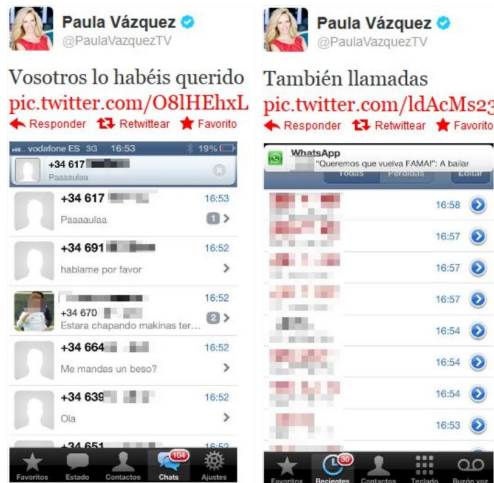 Paula Vázquez
@PaulaVazquezTV
Vosotros lo habéis querido
pic.twitter.com/O8lHEhxL
Responder Retwittear Favorito
vodafone ES 3G 16:53 19%
+34 617
Paaaaulaa
+34 617 16:53
Paaaaulaa 1
+34 691 16:52
hablame por favor
16:52
+34 670
Estara chapando makinas ter... 2
+34 664 16:52
Me mandas un beso?
+34 639 16:52
Ola
+34 651 16:52
104
Favoritos Estado Contactos Chats Ajustes
Paula Vázquez
@PaulaVazquezTV
También llamadas
pic.twitter.com/ldAcMs23
Responder Retwittear Favorito
WhatsApp
"Queremos que vuelva FAMA!": A bailar
Todas Perdidas Editar
16:58
16:57
16:57
16:57
16:54
16:54
16:54
16:53
Favoritos Recientes Contactos Teclado Buzón voz